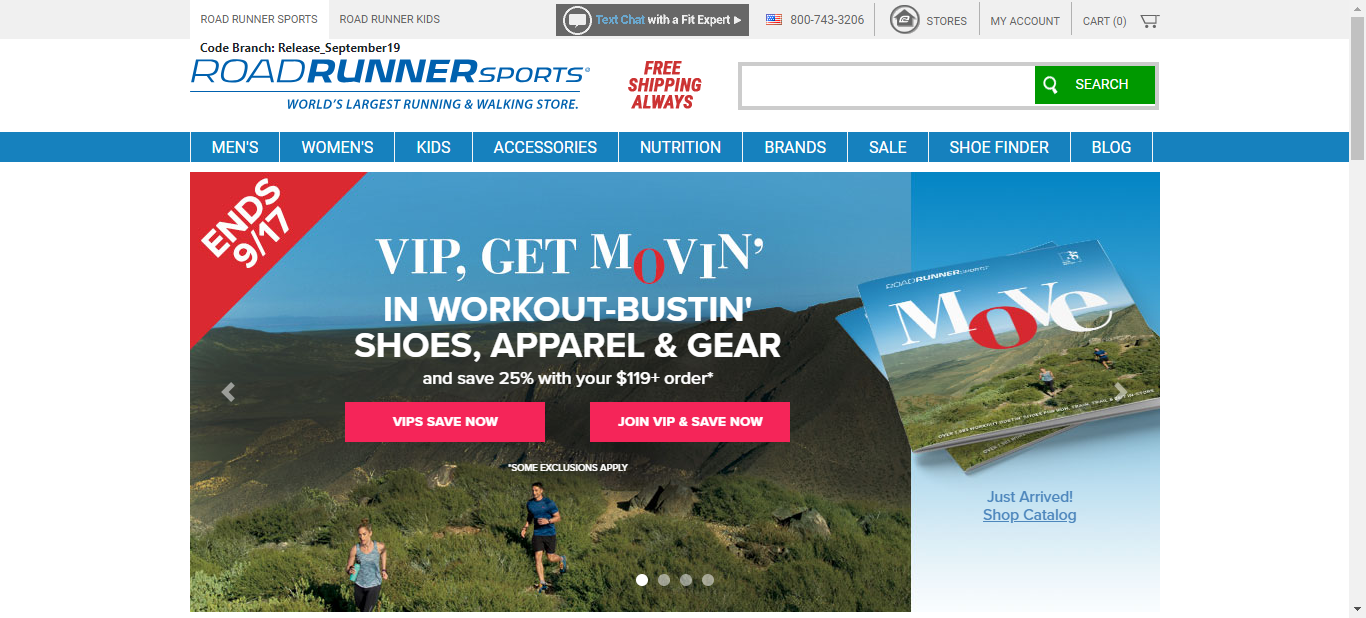 ROAD RUNNER SPORTS
ROAD RUNNER KIDS
Text Chat with a Fit Expert
800-743-3206
STORES
MY ACCOUNT
CART (0)
Code Branch: Release_September19
ROADRUNNERSPORTS
WORLD'S LARGEST RUNNING & WALKING STORE.
FREE
SHIPPING
ALWAYS
SEARCH
MEN'S
WOMEN'S
KIDS
ACCESSORIES
NUTRITION
BRANDS
SALE
SHOE FINDER
BLOG
ENDS
9/17
VIP, GET MOVIN'
IN WORKOUT-BUSTIN'
SHOES, APPAREL & GEAR
and save 25% with your $119+ order*
VIPS SAVE NOW
JOIN VIP & SAVE NOW
*SOME EXCLUSIONS APPLY
ROADRUNNERSPORTS
MOVE
Just Arrived!
Shop Catalog